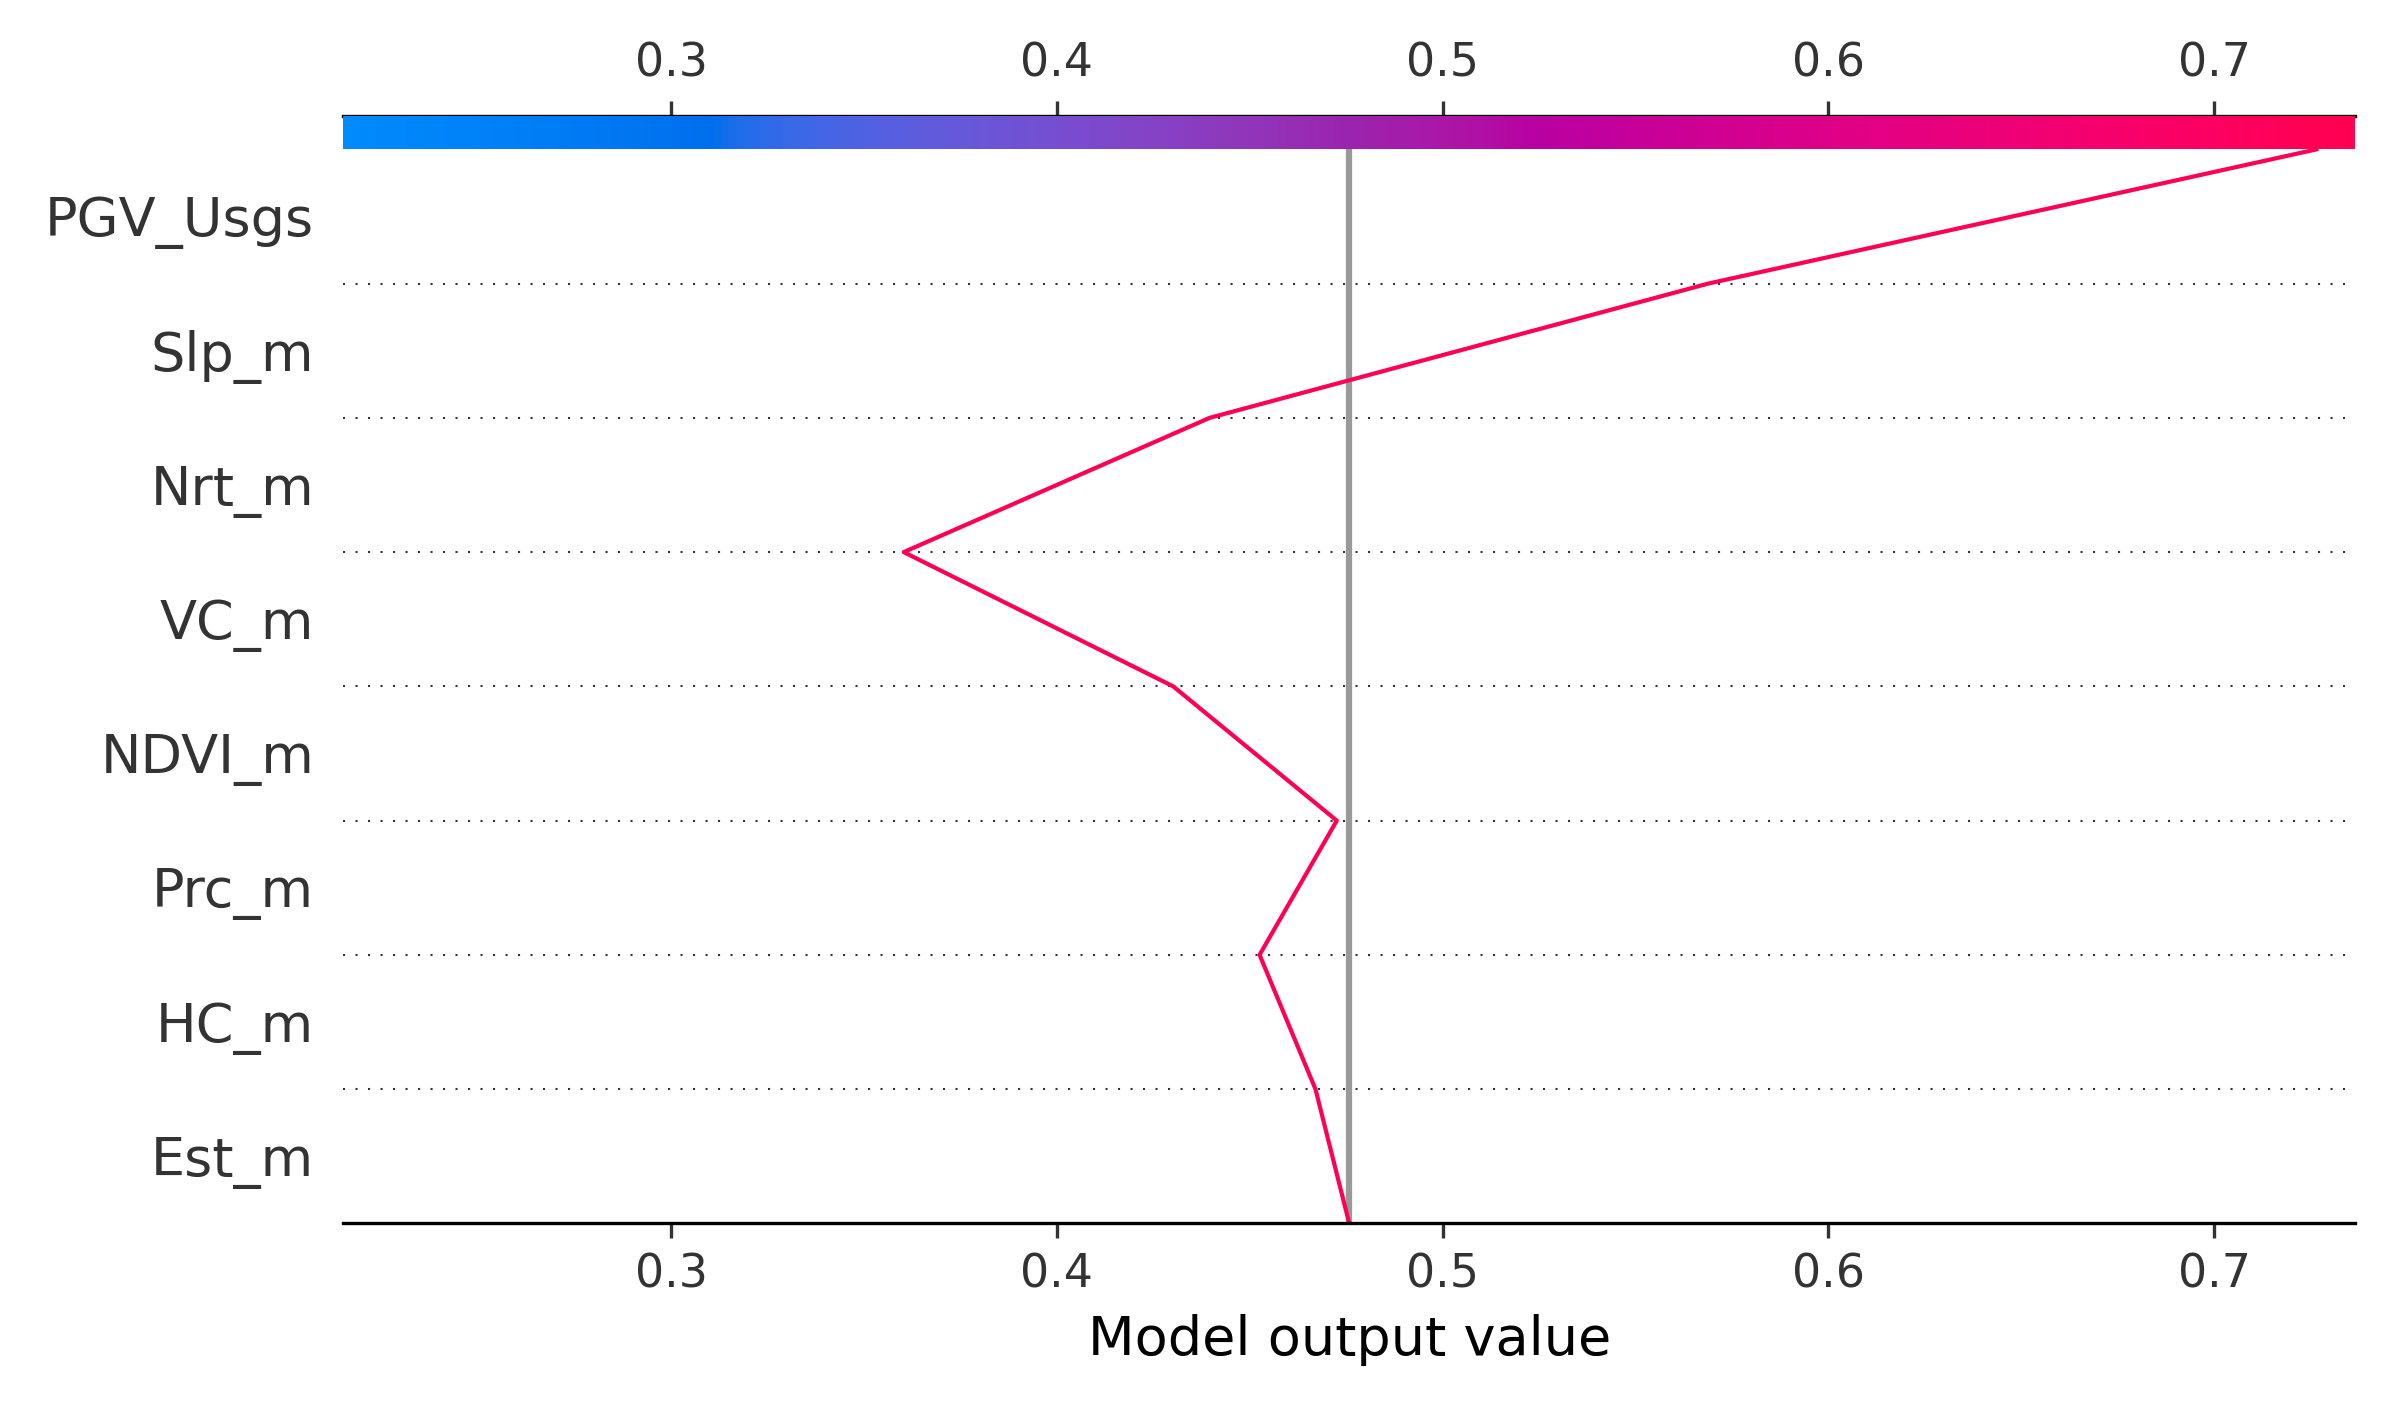 0.3 0.4 0.5 0.6 0.7
PGV_Usgs
Slp_m
Nrt_m
VC_m
NDVI_m
Prc_m
HC_m
Est_m
0.3 0.4 0.5 0.6 0.7
Model output value